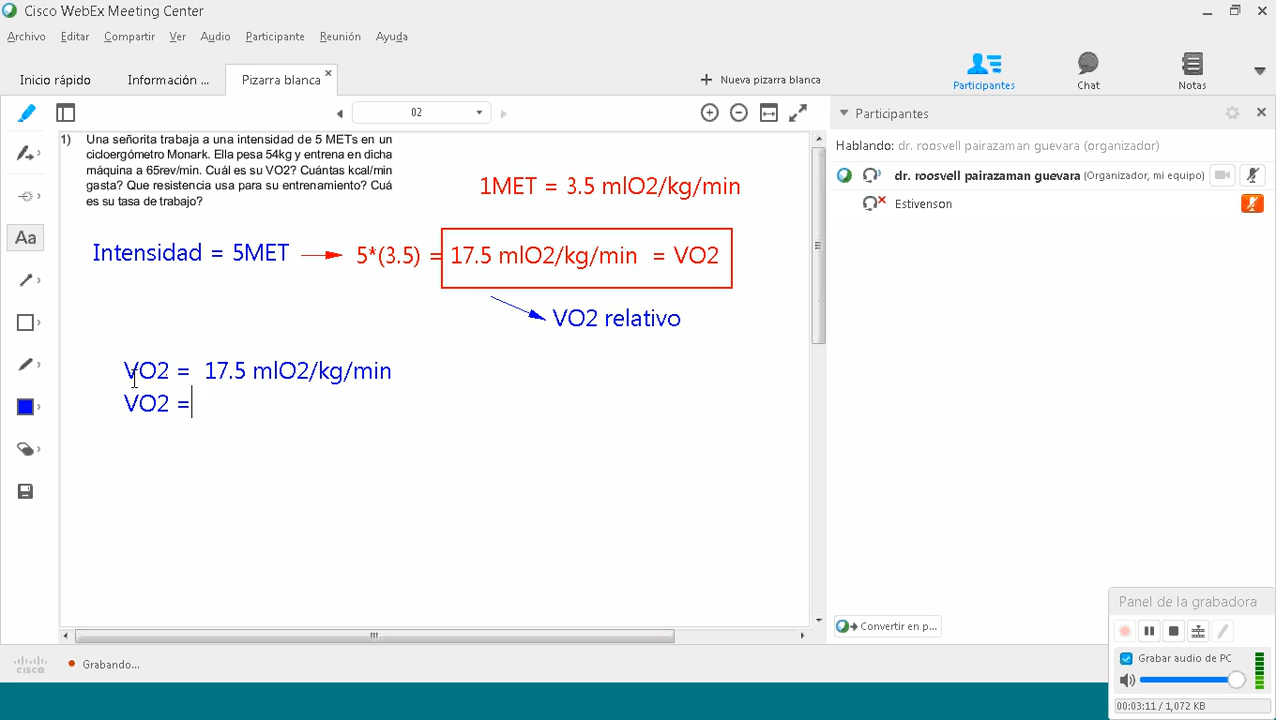 Cisco WebEx Meeting Center
Archivo Editar Compartir Ver Audio Participante Reunión Ayuda
Inicio rápido Información ... Pizarra blanca Nueva pizarra blanca
Participantes Chat Notas
02
Participantes
1) Una señorita trabaja a una intensidad de 5 METs en un
cicloergómetro Monark. Ella pesa 54kg y entrena en dicha
máquina a 65rev/min. Cuál es su VO2? Cuántas kcal/min
gasta? Que resistencia usa para su entrenamiento? Cuá
es su tasa de trabajo?
1MET = 3.5 mlO2/kg/min
Intensidad = 5MET 5*(3.5) = 17.5 mlO2/kg/min = VO2
VO2 relativo
VO2 = 17.5 mlO2/kg/min
VO2 =
Aa
Hablando: dr. roosvell pairazaman guevara (organizador)
dr. roosvell pairazaman guevara (Organizador, mi equipo)
Estivenson
Convertir en p...
Panel de la grabadora
Grabar audio de PC
00:03:11 / 1,072 KB
cisco
Grabando...